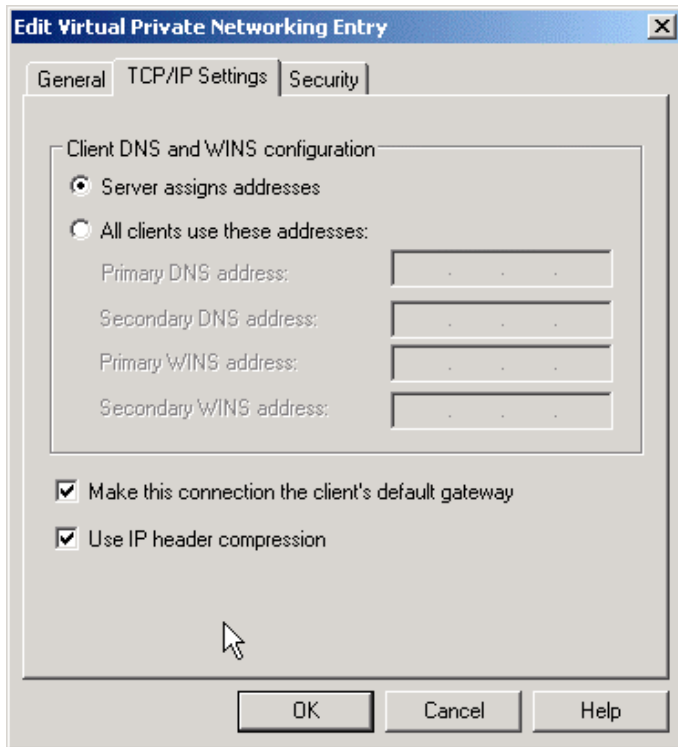 Edit Virtual Private Networking Entry
General TCP/IP Settings Security
Client DNS and WINS configuration
Server assigns addresses
All clients use these addresses:
Primary DNS address:
Secondary DNS address:
Primary WINS address:
Secondary WINS address:
Make this connection the client's default gateway
Use IP header compression
OK Cancel Help